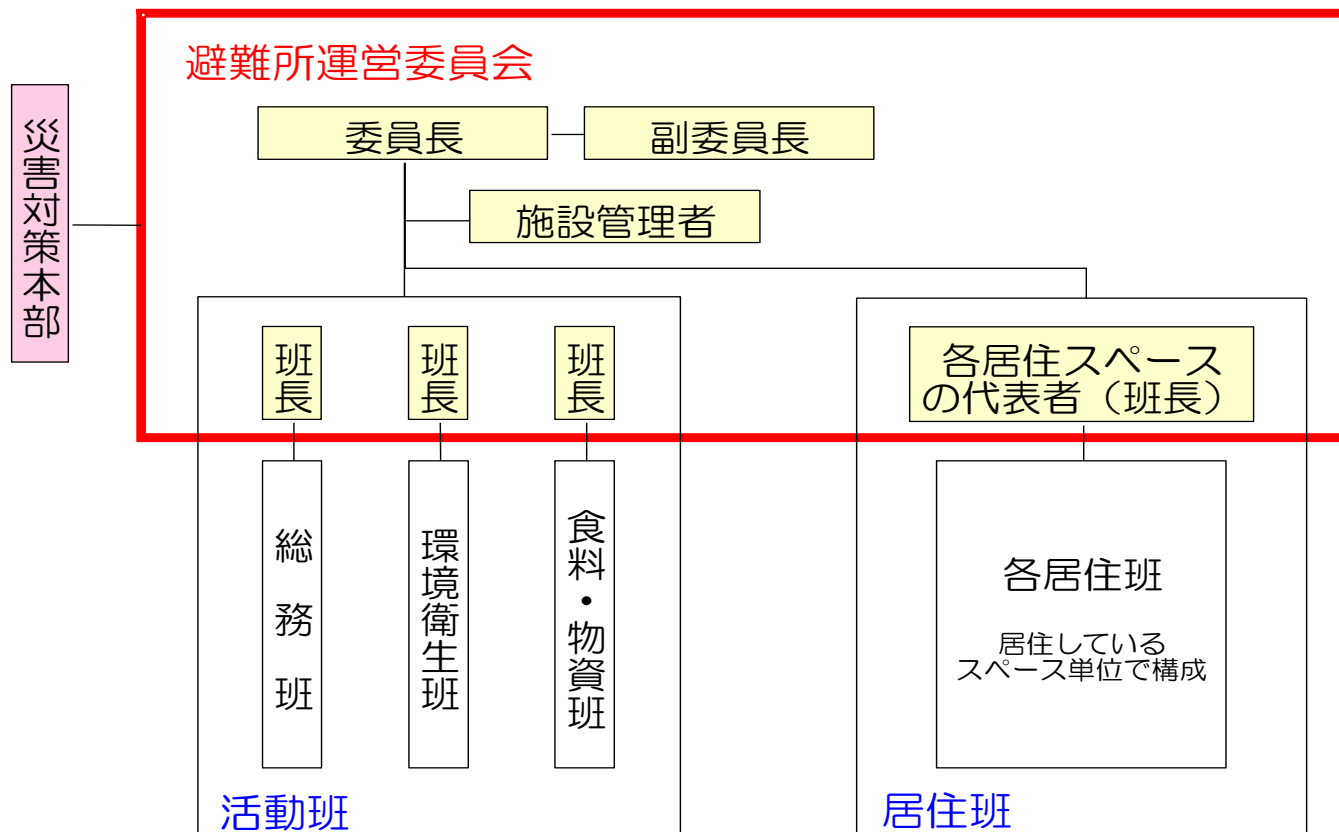 避難所運営委員会
災害対策本部
委員長
副委員長
施設管理者
班長
班長
班長
各居住スペース
の代表者（班長）
総務班
環境衛生班
食料・物資班
各居住班
居住している
スペース単位で構成
活動班
居住班